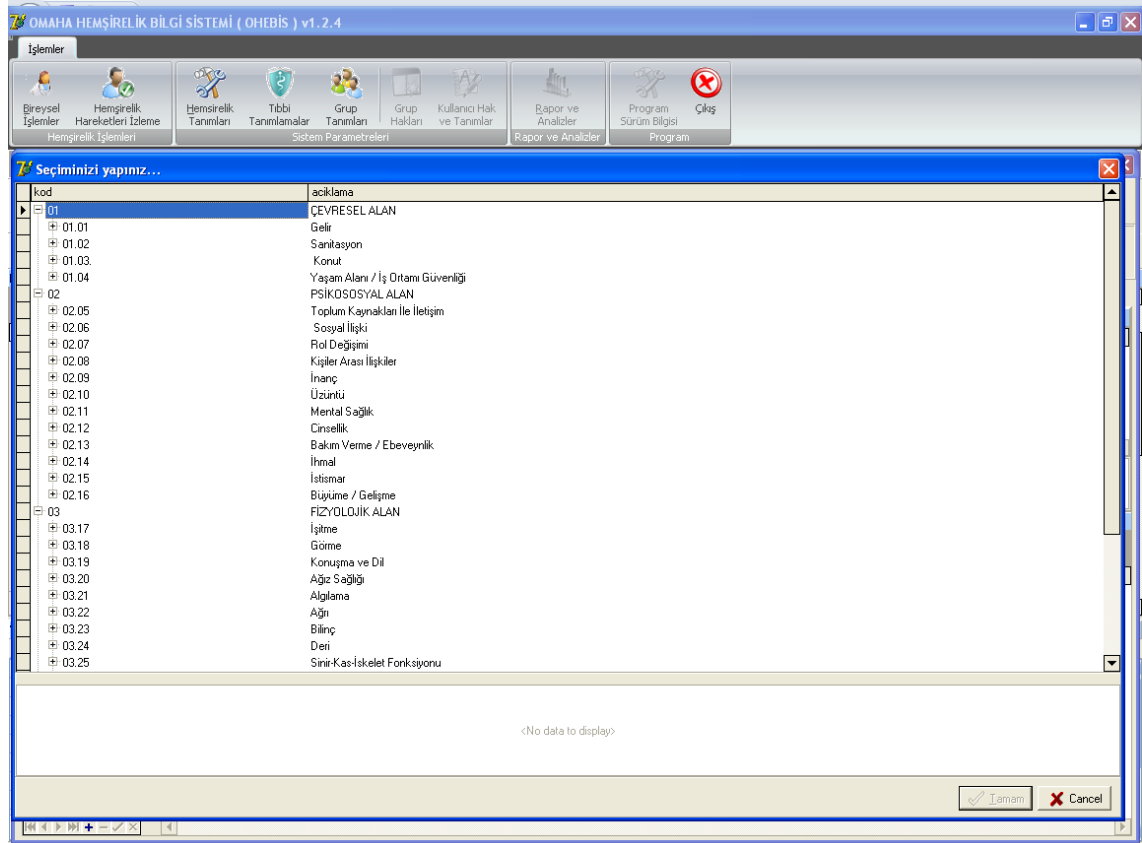 OMAHA HEMŞİRELİK BİLGİ SİSTEMİ ( OHEBİS ) v1.2.4
İşlemler
Bireysel İşlemler
Hemşirelik Hareketleri İzleme
Hemsirelik Tanımları
Tıbbi Tanımlamalar
Grup Tanımları
Grup Hakları
Kullanıcı Hak ve Tanımlar
Rapor ve Analizler
Program Sürüm Bilgisi
Çıkış
Hemşirelik İşlemleri
Sistem Parametreleri
Rapor ve Analizler
Program
Seçiminizi yapınız...
kod aciklama
01 ÇEVRESEL ALAN
01.01 Gelir
01.02 Sanitasyon
01.03. Konut
01.04 Yaşam Alanı / İş Ortamı Güvenliği
02 PSİKOSOSYAL ALAN
02.05 Toplum Kaynakları İle İletişim
02.06 Sosyal İlişki
02.07 Rol Değişimi
02.08 Kişiler Arası İlişkiler
02.09 İnanç
02.10 Üzüntü
02.11 Mental Sağlık
02.12 Cinsellik
02.13 Bakım Verme / Ebeveynlik
02.14 İhmal
02.15 İstismar
02.16 Büyüme / Gelişme
03 FİZYOLOJİK ALAN
03.17 İşitme
03.18 Görme
03.19 Konuşma ve Dil
03.20 Ağız Sağlığı
03.21 Algılama
03.22 Ağrı
03.23 Bilinç
03.24 Deri
03.25 Sinir-Kas-İskelet Fonksiyonu
<No data to display>
Tamam
Cancel